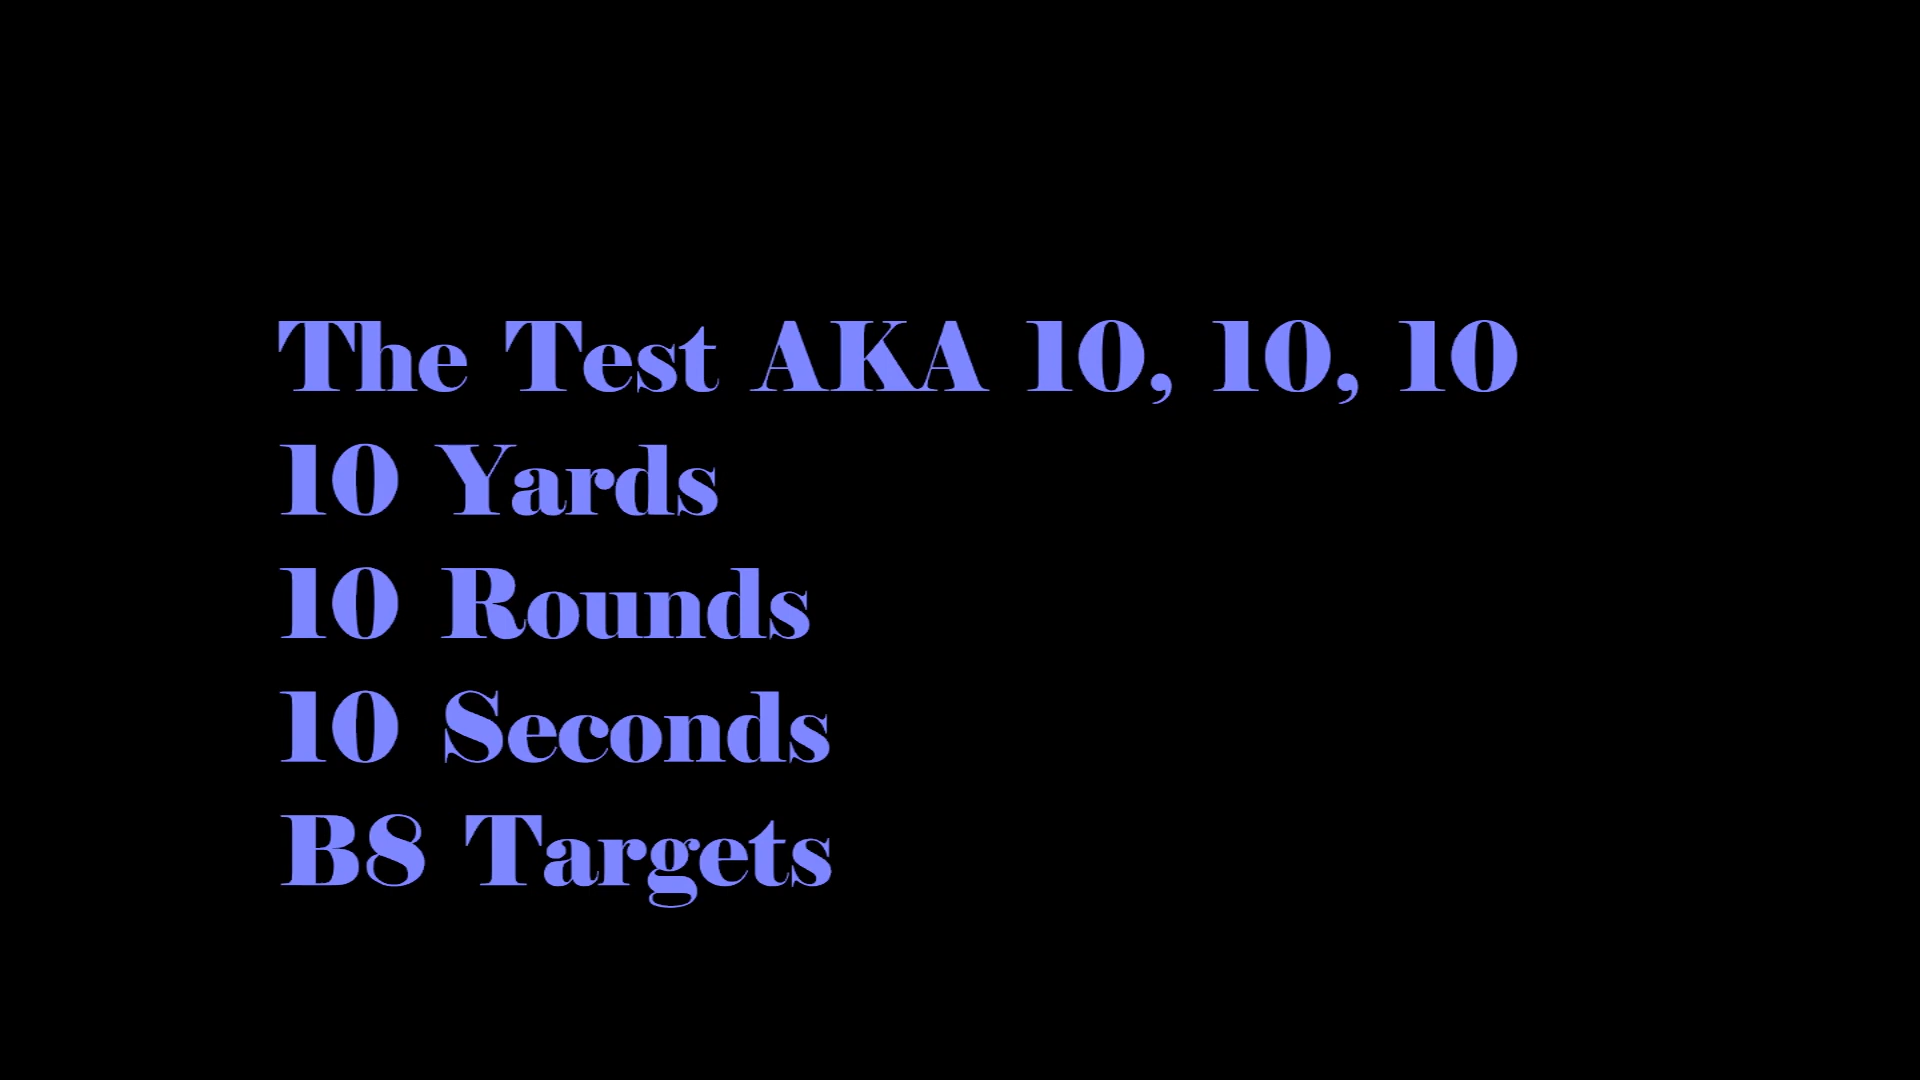 The Test AKA 10, 10, 10
10 Yards
10 Rounds
10 Seconds
B8 Targets